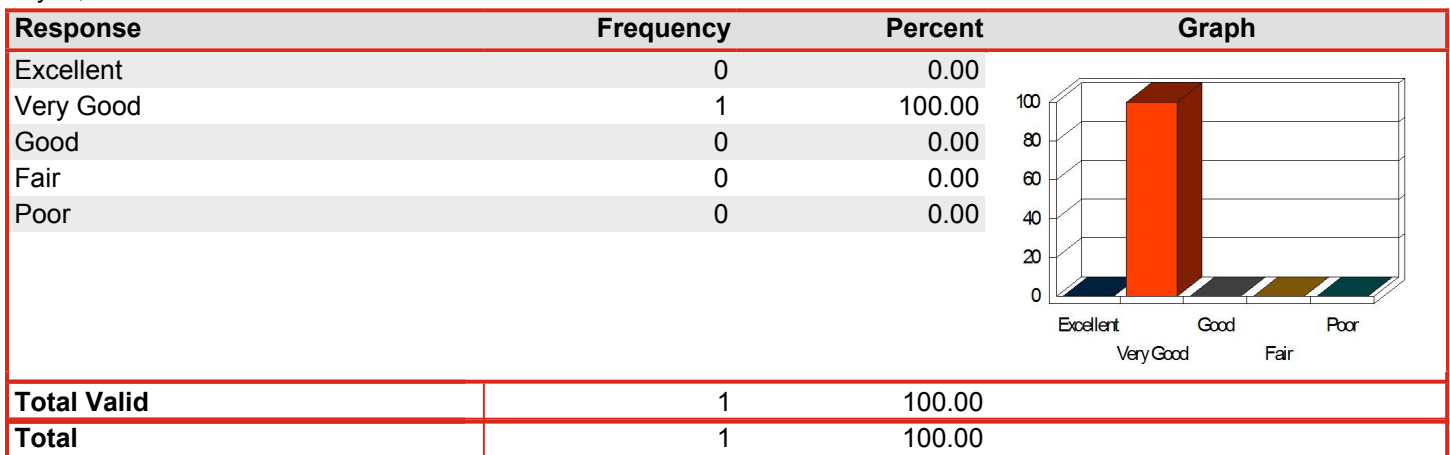 Response Frequency Percent Graph
Excellent 0 0.00
Very Good 1 100.00
Good 0 0.00
Fair 0 0.00
Poor 0 0.00
100
80
60
40
20
0
Excellent Good Poor
Very Good Fair
Total Valid 1 100.00
Total 1 100.00